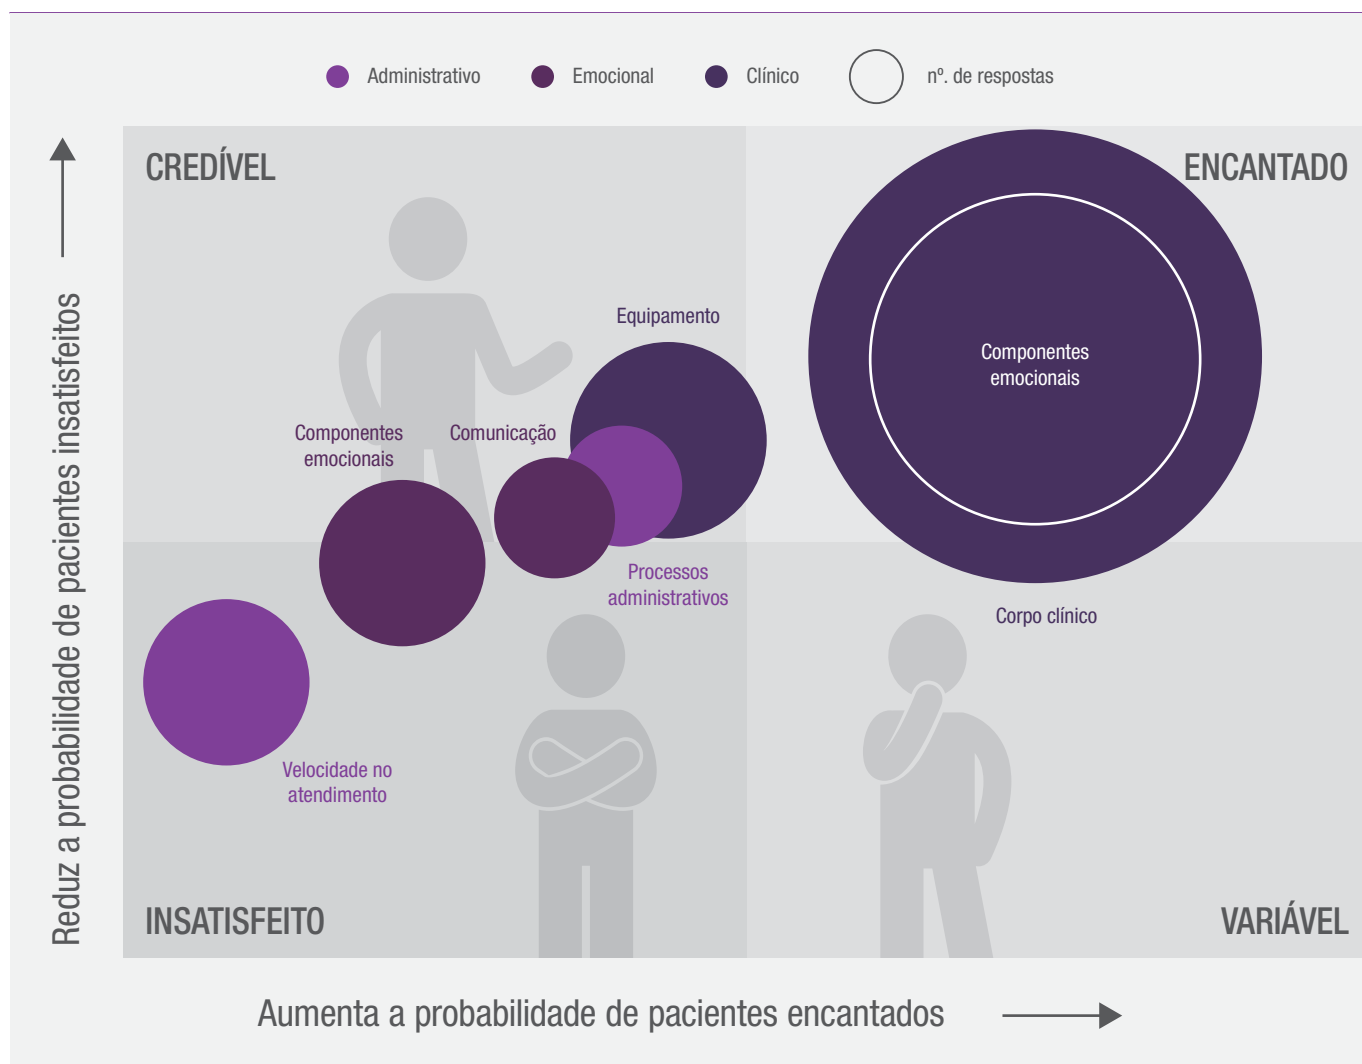 Administrativo
Emocional
Clínico
nº. de respostas
CREDÍVEL
ENCANTADO
Reduz a probabilidade de pacientes insatisfeitos
Equipamento
Componentes
emocionais
Componentes
emocionais
Comunicação
Processos
administrativos
Corpo clínico
Velocidade no
atendimento
INSATISFEITO
VARIÁVEL
Aumenta a probabilidade de pacientes encantados